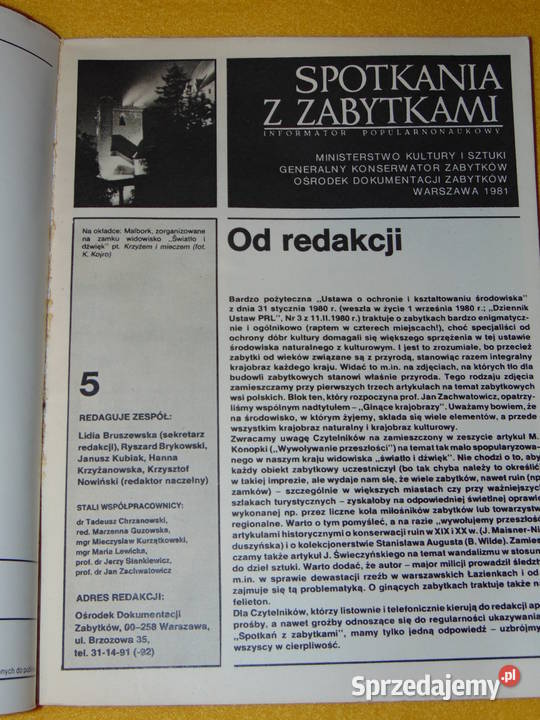 SPOTKANIA
Z ZABYTKAMI
INFORMATOR POPULARNONAUKOWY
MINISTERSTWO KULTURY I SZTUKI
GENERALNY KONSERWATOR ZABYTKÓW
OŚRODEK DOKUMENTACJI ZABYTKÓW
WARSZAWA 1981
Na okładce: Malbork, zorganizowane
na zamku widowisko „Światło i
dźwięk" pt. Krzyżem i mieczem (fot.
K. Kojro)
5
REDAGUJE ZESPÓŁ:
Lidia Bruszewska (sekretarz
redakcji), Ryszard Brykowski,
Janusz Kubiak, Hanna
Krzyżanowska, Krzysztof
Nowiński (redaktor naczelny)
STALI WSPÓŁPRACOWNICY:
dr Tadeusz Chrzanowski,
red. Marzenna Guzowska,
mgr Mieczysław Kurzątkowski,
mgr Maria Lewicka,
prof. dr Jerzy Stankiewicz,
prof. dr Jan Zachwatowicz
ADRES REDAKCJI:
Ośrodek Dokumentacji
Zabytków, 00-258 Warszawa,
ul. Brzozowa 35,
tel. 31-14-91 (-92)
Od redakcji
Bardzo pożyteczna „Ustawa o ochronie i kształtowaniu środowiska"
z dnia 31 stycznia 1980 r. (weszła w życie 1 września 1980 r.; „Dziennik
Ustaw PRL", Nr 3 z 11.II.1980 r.) traktuje o zabytkach bardzo enigmatycz-
nie i ogólnikowo (raptem w czterech miejscach!), choć specjaliści od
ochrony dóbr kultury domagali się większego sprzężenia w tej ustawie
środowiska naturalnego z kulturowym. I jest to zrozumiałe, bo przecież
zabytki od wieków związane są z przyrodą, stanowiąc razem integralny
krajobraz każdego kraju. Widać to m.in. na zdjęciach, na których tło dla
budowli zabytkowych stanowi właśnie przyroda. Tego rodzaju zdjęcia
zamieszczamy przy pierwszych trzech artykułach na temat zabytkowej
wsi polskich. Blok ten, który rozpoczyna prof. Jan Zachwatowicz, opatrzy-
liśmy wspólnym nadtytułem – „Ginące krajobrazy". Uważamy bowiem, że
na środowisko, w którym żyjemy, składa się wiele elementów, a przede
wszystkim krajobraz naturalny i krajobraz kulturowy.
Zwracamy uwagę Czytelników na zamieszczony w zeszycie artykuł M.
Konopki („Wywoływanie przeszłości") na temat tak mało spopularyzowa-
nego w naszym kraju widowiska „światło i dźwięk". Nie chodzi o to, aby
każdy obiekt zabytkowy uczestniczył (bo tak chyba należy to określić)
w takiej imprezie, ale wydaje nam się, że wiele zabytków, nawet ruin (np.
zamków) – szczególnie w większych miastach czy przy ważniejszych
szlakach turystycznych – zyskałoby na odpowiedniej świetlnej oprawie
wykonanej np. przez liczne koła miłośników zabytków lub towarzystwa
regionalne. Warto o tym pomyśleć, a na razie „wywołujemy przeszłość"
artykułami historycznymi o konserwacji ruin w XIX i XX w. (J. Maisner-Nie-
duszyńska) i o kolekcjonerstwie Stanisława Augusta (B. Wilde). Zamiesz-
czamy także artykuł J. Świeczyńskiego na temat wandalizmu w stosunku
do dzieł sztuki. Warto dodać, że autor – major milicji prowadził śledztwo
m.in. w sprawie dewastacji rzeźb w warszawskich Łazienkach i od
zajmuje się tą problematyką. O ginących zabytkach traktuje także na
felieton.
Dla Czytelników, którzy listownie i telefonicznie kierują do redakcji ap
prośby, a nawet groźby odnoszące się do regularności ukazywania
„Spotkań z zabytkami", mamy tylko jedną odpowiedź – uzbrójmy
wszyscy w cierpliwość.
onych do publi
Sprzedajemy.pl